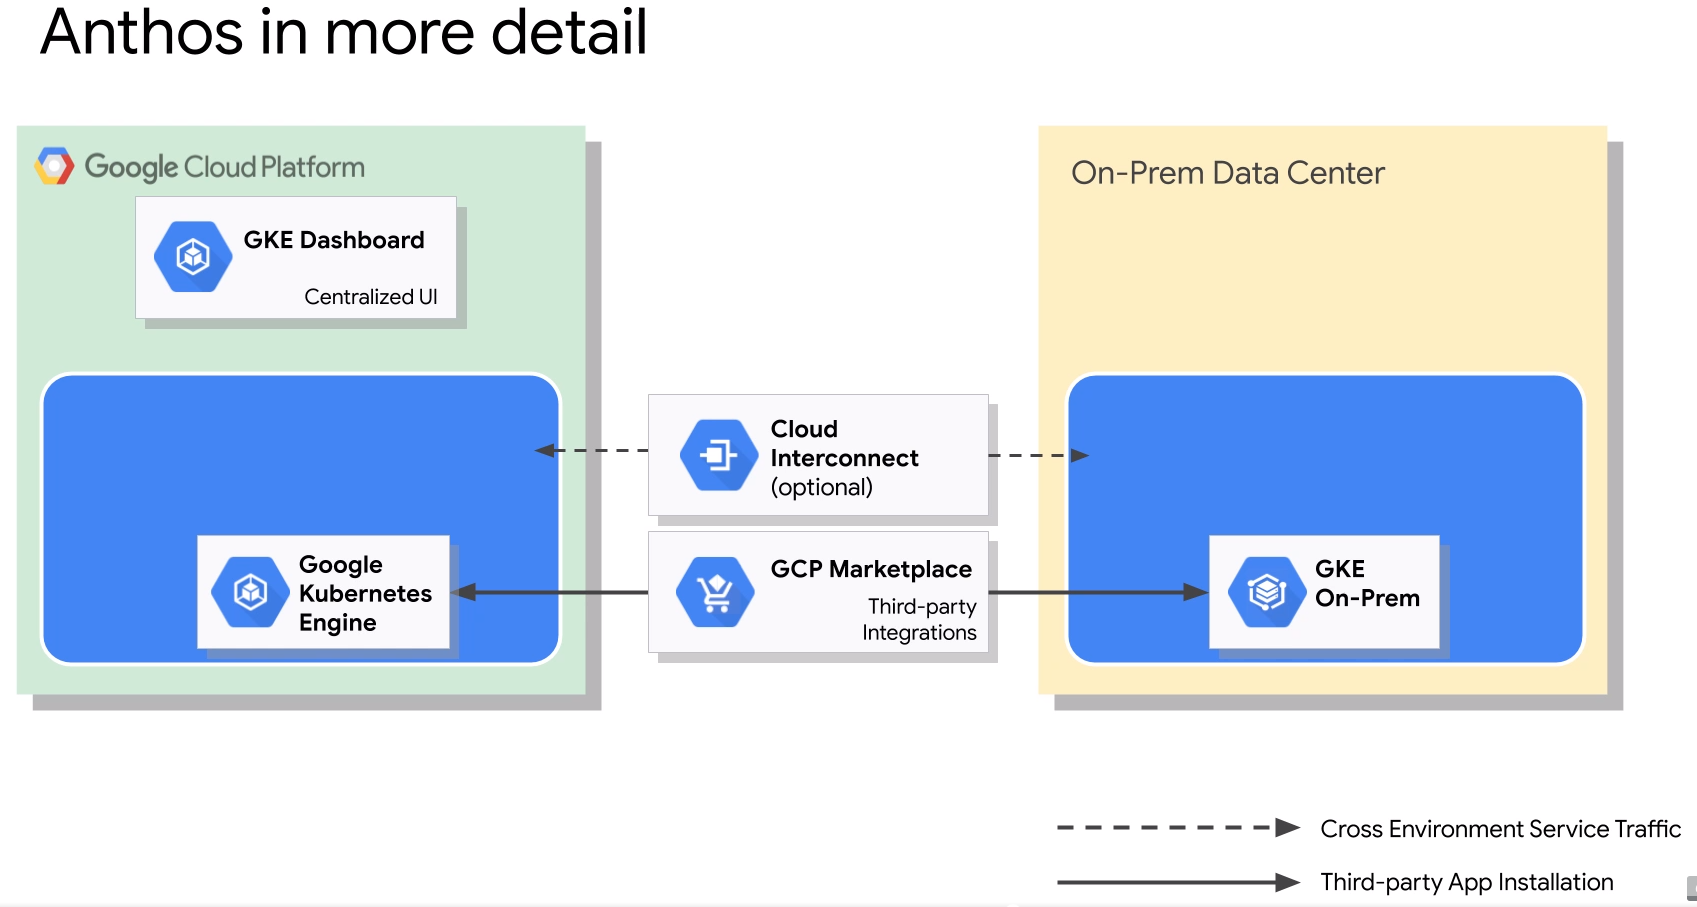 Anthos in more detail
Google Cloud Platform
GKE Dashboard
Centralized UI
Google
Kubernetes
Engine
Cloud
Interconnect
(optional)
GCP Marketplace
Third-party
Integrations
On-Prem Data Center
GKE
On-Prem
Cross Environment Service Traffic
Third-party App Installation